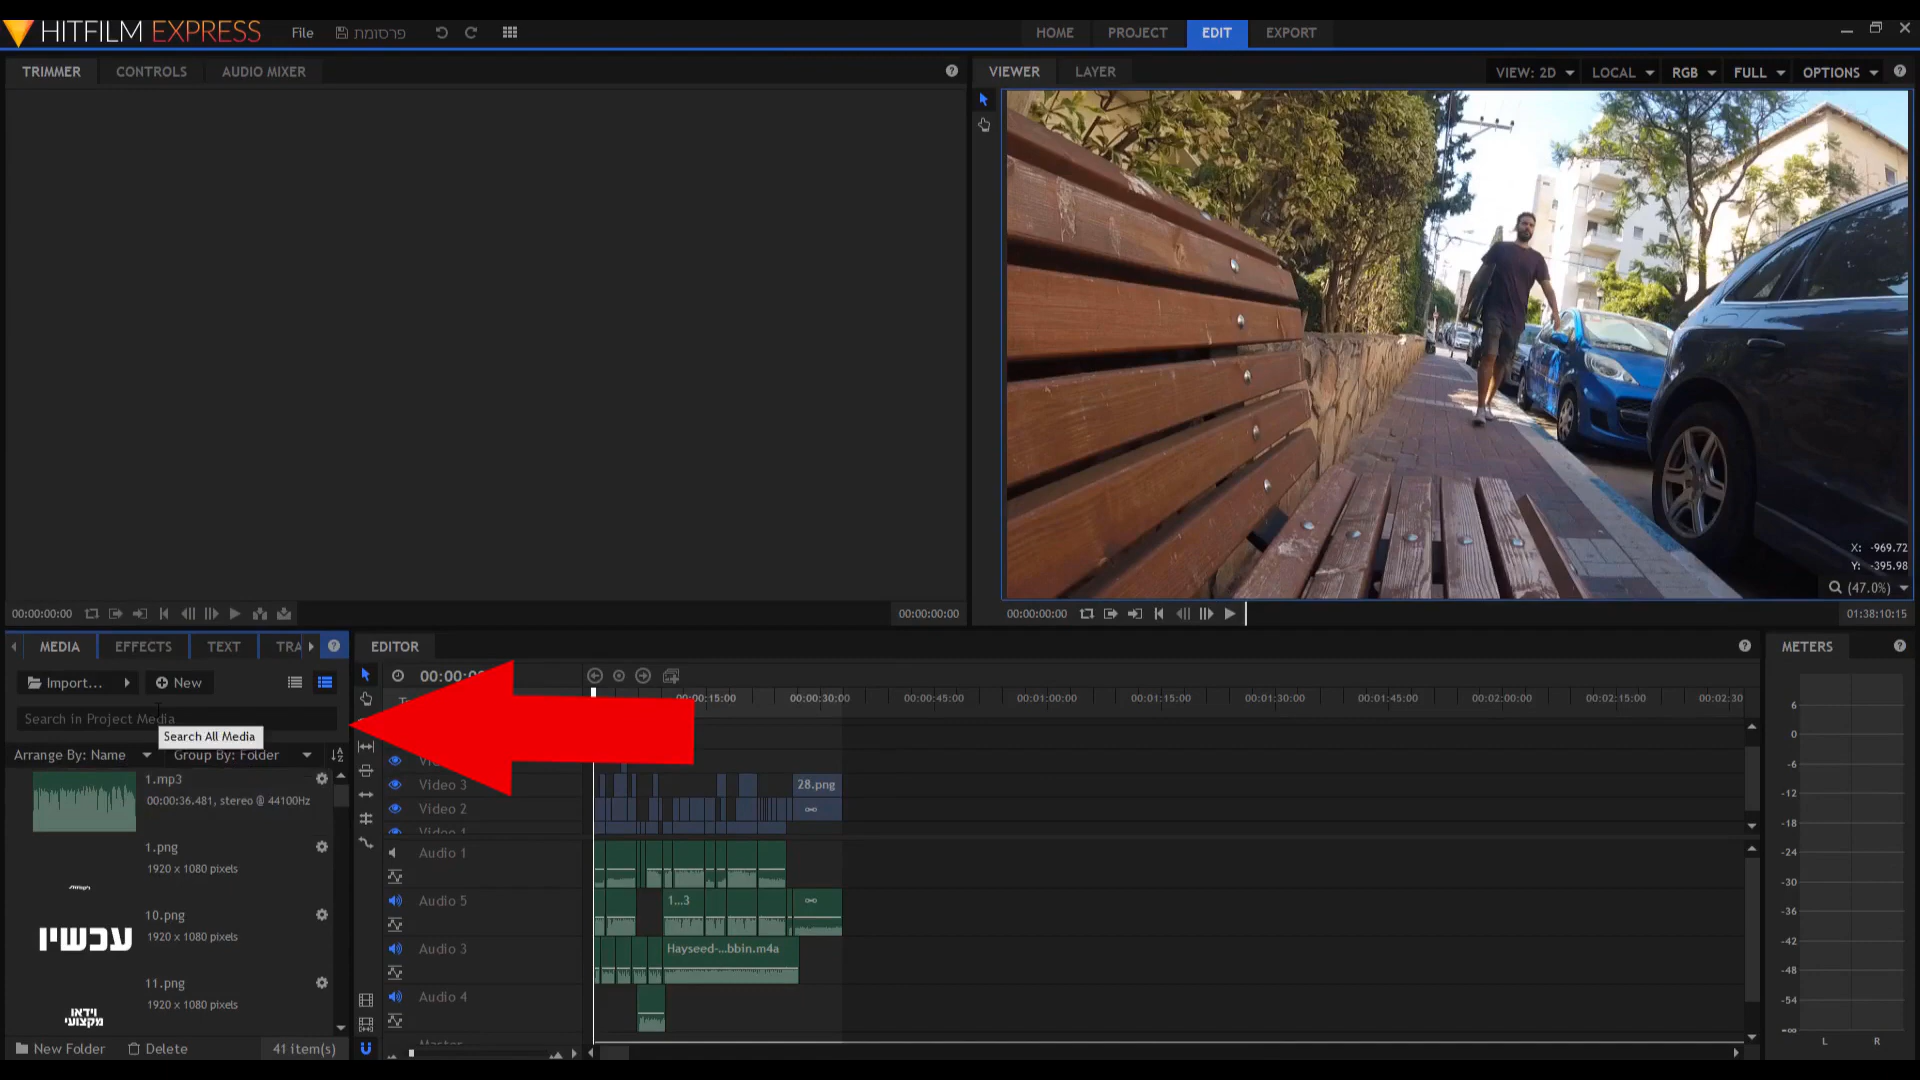 HITFILM EXPRESS File פרסומת HOME PROJECT EDIT EXPORT
TRIMMER CONTROLS AUDIO MIXER
VIEWER LAYER VIEW: 2D LOCAL RGB FULL OPTIONS
X: -969.72
Y: -395.98
(47.0%)
00:00:00:00 00:00:00:00
00:00:00:00 01:38:10:15
MEDIA EFFECTS TEXT TRA
Import... New
Search in Project Media
Search All Media
Arrange By: Name Group By: Folder
1.mp3
00:00:36.481, stereo @ 44100Hz
1.png
1920 x 1080 pixels
10.png
1920 x 1080 pixels
עכשיו
11.png
1920 x 1080 pixels
וידאו
מקצועי
New Folder Delete 41 item(s)
EDITOR
00:00:15:00 00:00:30:00 00:00:45:00 00:01:00:00 00:01:15:00 00:01:30:00 00:01:45:00 00:02:00:00 00:02:15:00 00:02:30
Video 3 28.png
Video 2
Video 1
Audio 1
Audio 5 1...3
Audio 3 Hayseed-...bbin.m4a
Audio 4
Master
METERS
6
0
-6
-12
-18
-24
-30
-36
-42
-48
-54
-∞
L R